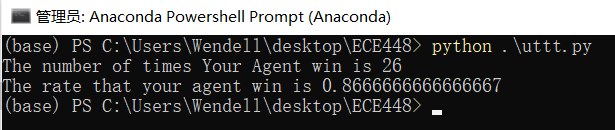 管理员: Anaconda Powershell Prompt (Anaconda)
(base) PS C:\Users\Wendell\desktop\ECE448> python .\uttt.py
The number of times Your Agent win is 26
The rate that your agent win is 0.8666666666666667
(base) PS C:\Users\Wendell\desktop\ECE448>